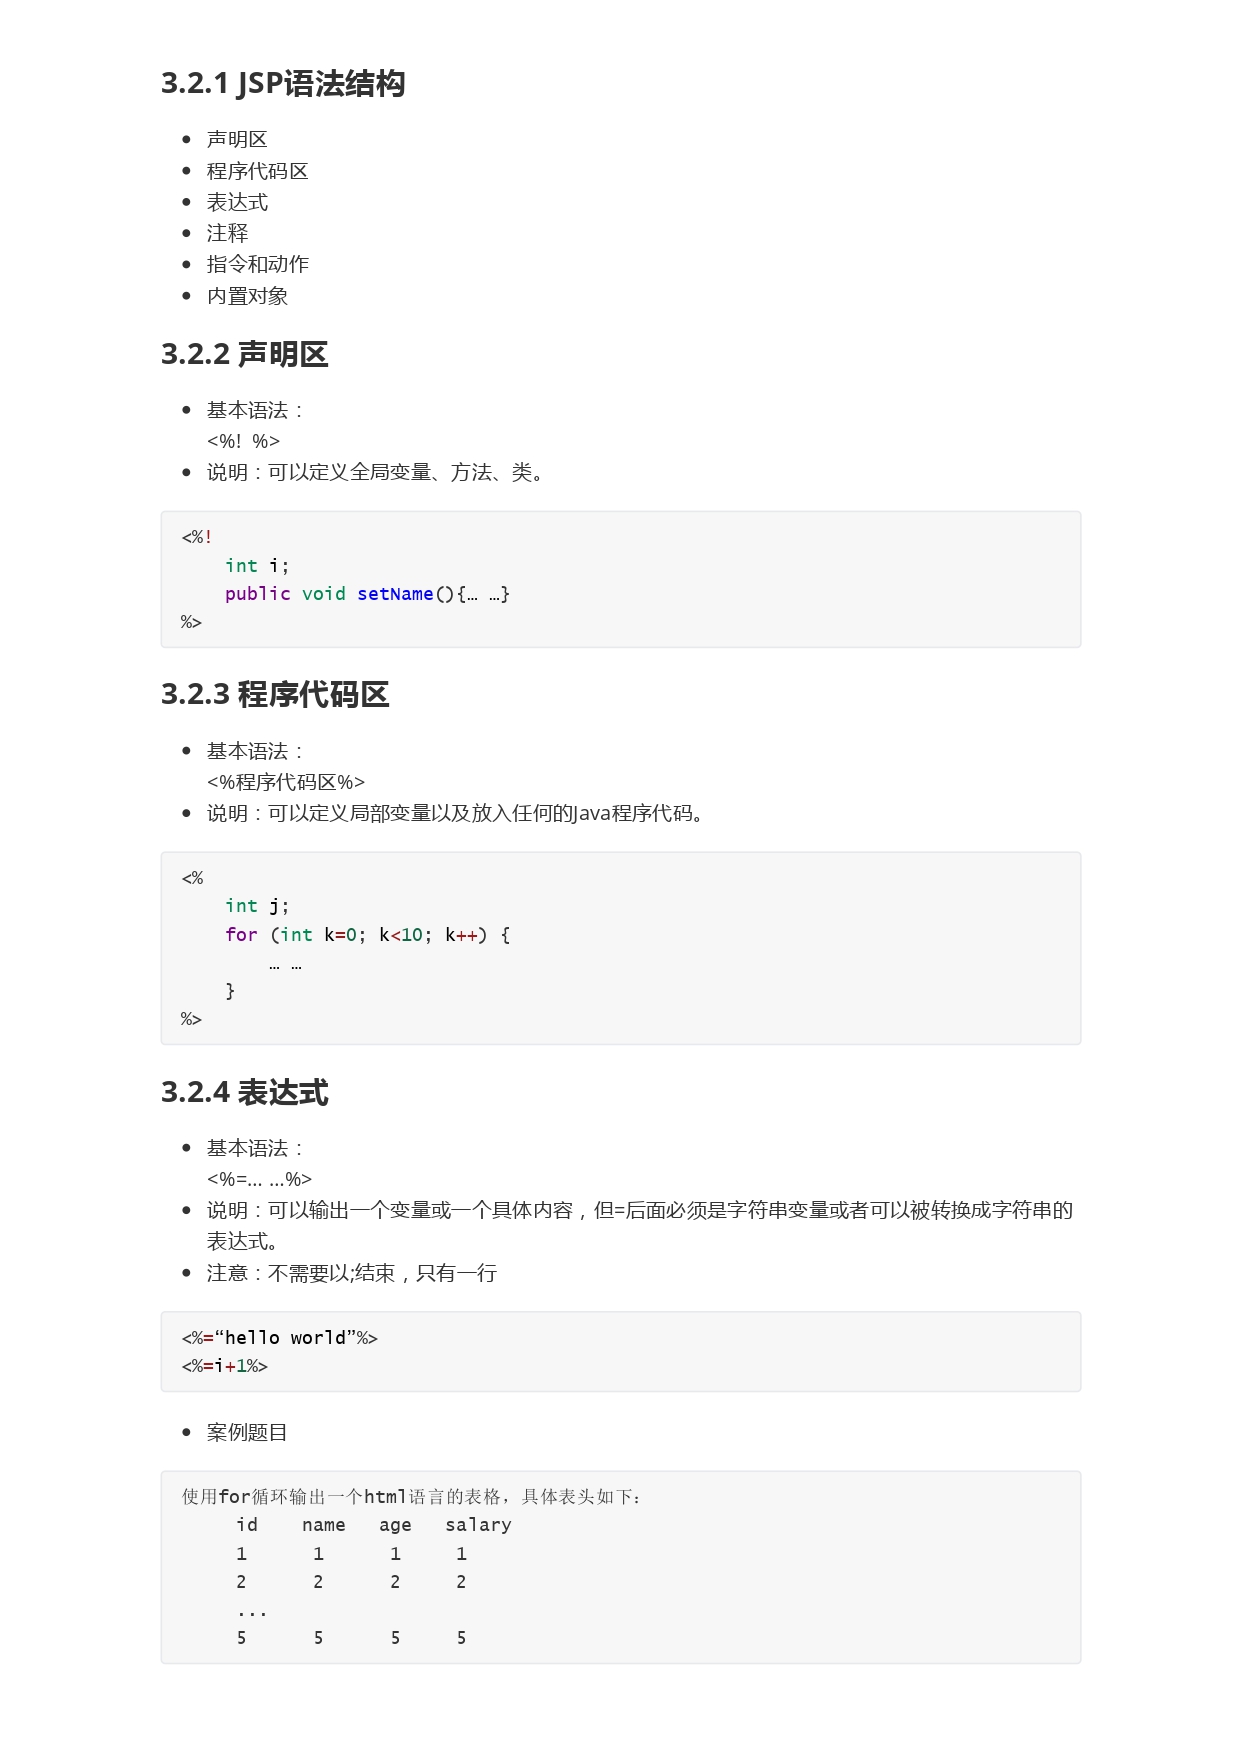 3.2.1 JSP语法结构
• 声明区
• 程序代码区
• 表达式
• 注释
• 指令和动作
• 内置对象
3.2.2 声明区
• 基本语法：
<%!  %>
• 说明：可以定义全局变量、方法、类。
<%!
    int i;
    public void setName(){… …}
%>
3.2.3 程序代码区
• 基本语法：
<%程序代码区%>
• 说明：可以定义局部变量以及放入任何的Java程序代码。
<%
    int j;
    for (int k=0; k<10; k++) {
        … …
    }
%>
3.2.4 表达式
• 基本语法：
<%=… …%>
• 说明：可以输出一个变量或一个具体内容，但=后面必须是字符串变量或者可以被转换成字符串的
表达式。
• 注意：不需要以;结束，只有一行
<%=“hello world”%>
<%=i+1%>
• 案例题目
使用for循环输出一个html语言的表格，具体表头如下：
     id    name   age   salary
     1      1      1     1
     2      2      2     2
     ...
     5      5      5     5